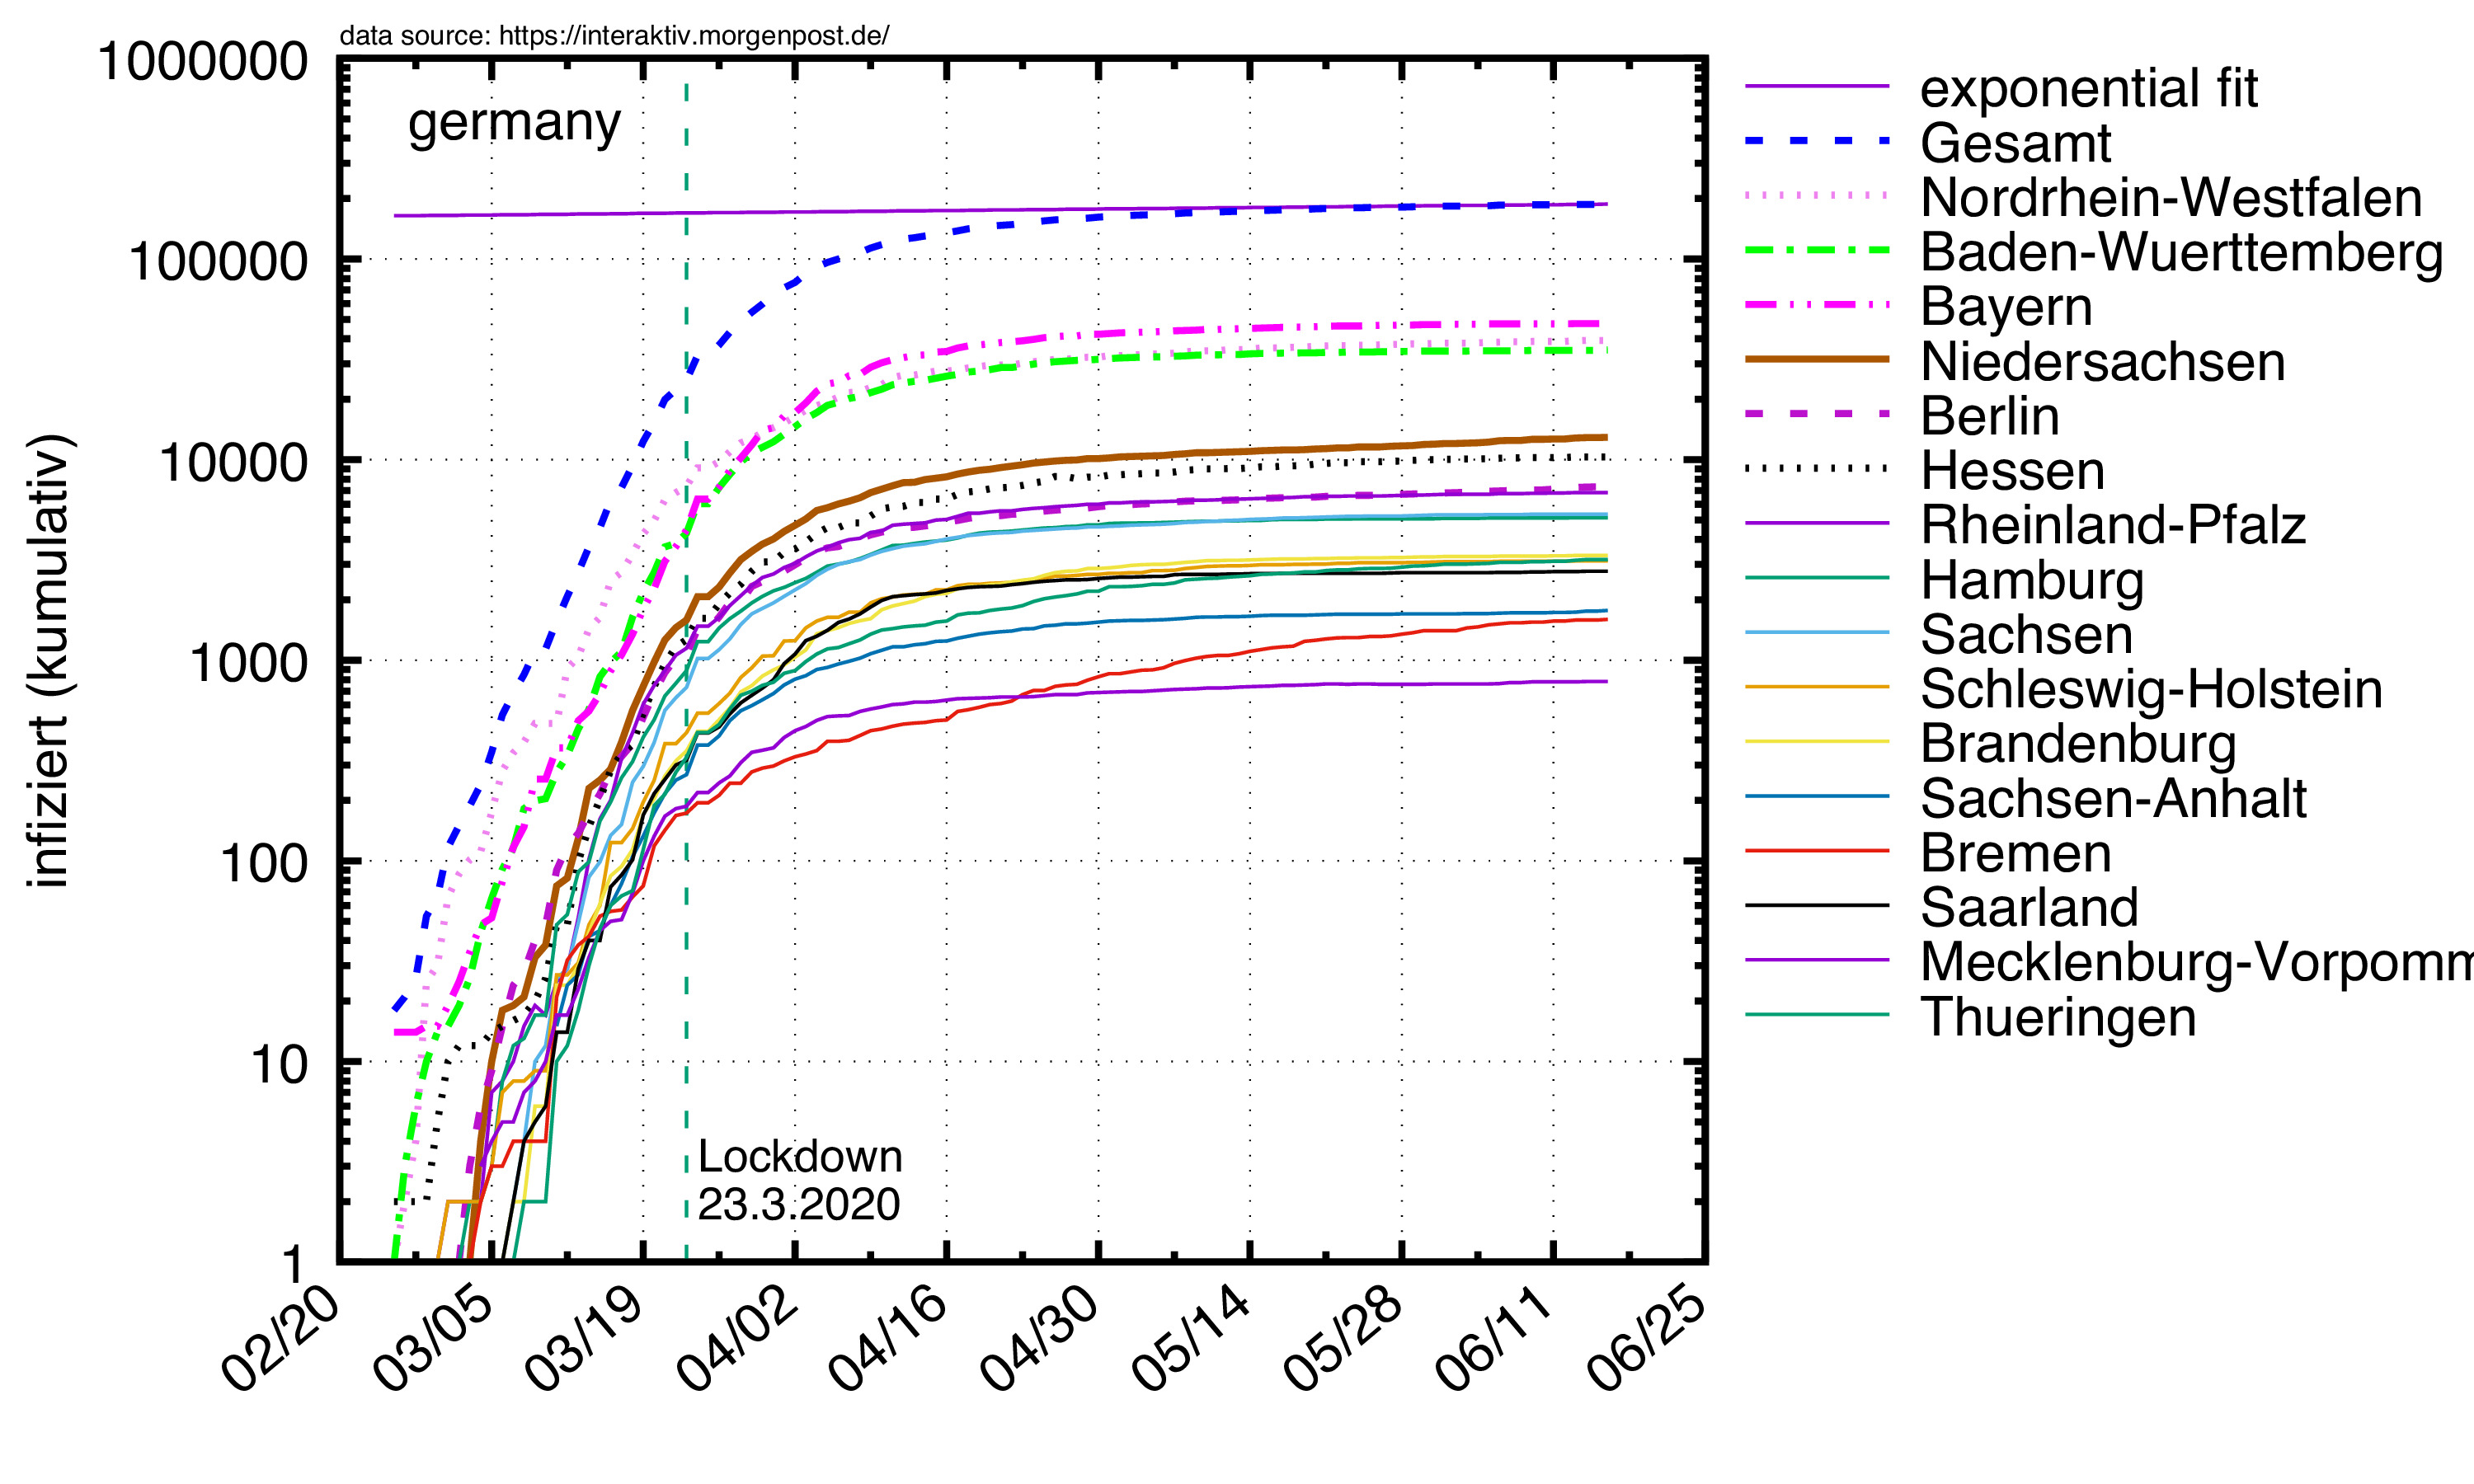 data source: https://interaktiv.morgenpost.de/
germany
infiziert (kumulativ)
1000000
100000
10000
1000
100
10
1
02/20
03/05
03/19
04/02
04/16
04/30
05/14
05/28
06/11
06/25
Lockdown
23.3.2020
exponential fit
Gesamt
Nordrhein-Westfalen
Baden-Wuerttemberg
Bayern
Niedersachsen
Berlin
Hessen
Rheinland-Pfalz
Hamburg
Sachsen
Schleswig-Holstein
Brandenburg
Sachsen-Anhalt
Bremen
Saarland
Mecklenburg-Vorpomm
Thueringen